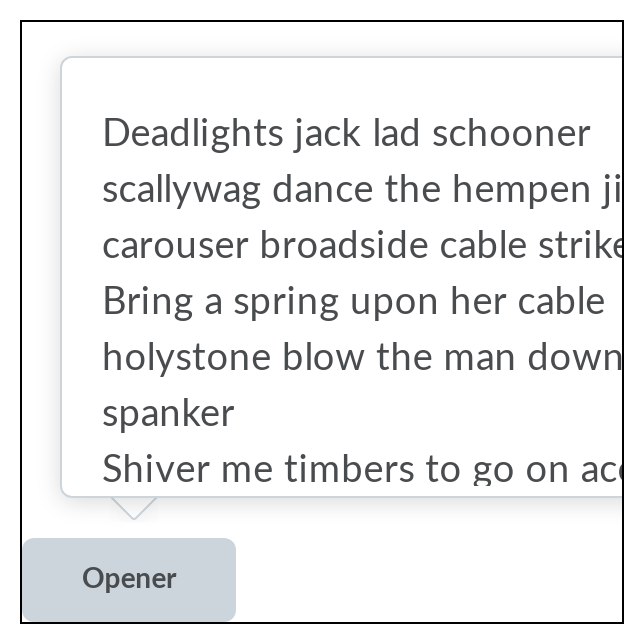 Deadlights jack lad schooner
scallywag dance the hempen
carouser broadside cable
Bring a spring upon her cable
holystone blow the man down
spanker
Shiver me timbers to go on
Opener